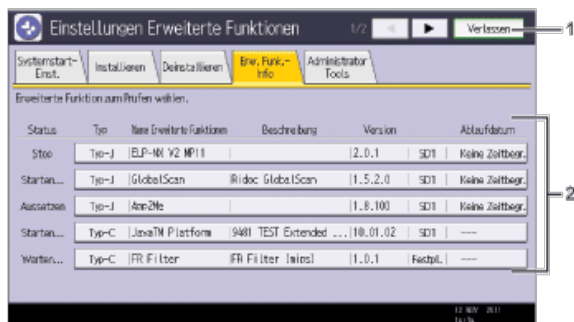 Einstellungen Erweiterte Funktionen 1/2 Verlassen 1
Systemstart-Einst. Installieren Deinstallieren Erw. Funk.-Info Administrator Tools
Erweiterte Funktion zum Prüfen wählen.
Status Typ Name Erweiterte Funktionen Beschreibung Version Ablaufdatum
Stop Typ-J ELP-NX V2 MP11 2.0.1 SD1 Keine Zeitbegr.
Starten... Typ-J GlobalScan Ridoc GlobalScan 1.5.2.0 SD1 Keine Zeitbegr.
2
Aussetzen Typ-J App2Me 1.8.100 SD1 Keine Zeitbegr.
Starten... Typ-C JavaTM Platform 9481 TEST Extended ... 10.01.02 SD1 ---
Warten... Typ-C FR Filter FR Filter [mips] 1.0.1 Festpl. ---
12 NOV 2011